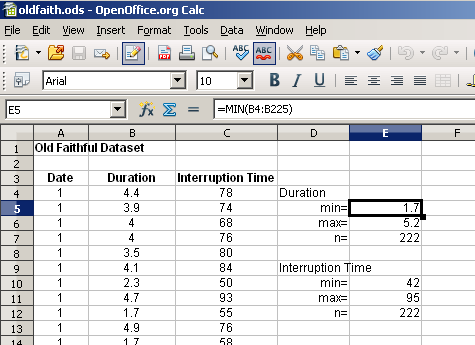 oldfaith.ods - OpenOffice.org Calc
File Edit View Insert Format Tools Data Window Help
ABC ABC
Arial 10 B I U
E5 fx Σ = =MIN(B4:B225)
A B C D E F
1 Old Faithful Dataset
2
3 Date Duration Interruption Time
4 1 4.4 78 Duration
5 1 3.9 74 min= 1.7
6 1 4 68 max= 5.2
7 1 4 76 n= 222
8 1 3.5 80
9 1 4.1 84 Interruption Time
10 1 2.3 50 min= 42
11 1 4.7 93 max= 95
12 1 1.7 55 n= 222
13 1 4.9 76
14 1 1.7 58